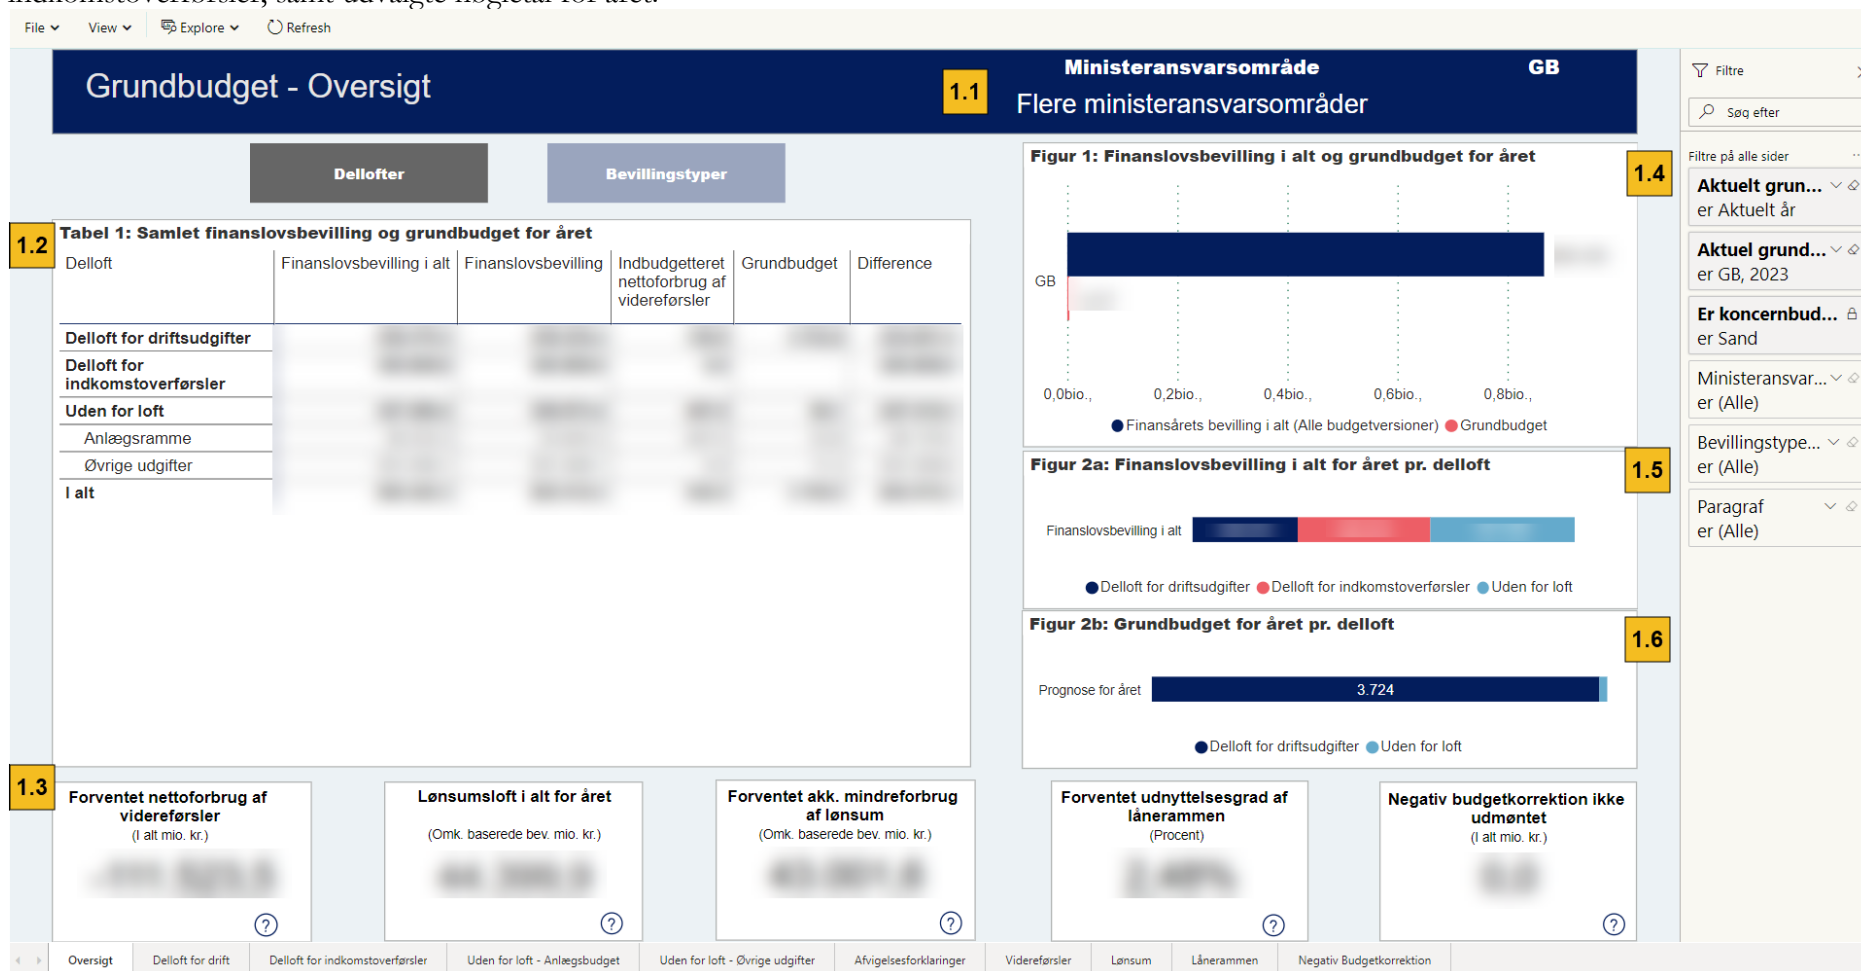 indkomstoverførsler, samt udvalgte nøgletal for året.
File View Explore Refresh
Grundbudget - Oversigt
1.1
Ministeransvarsområde GB
Flere ministeransvarsområder
Filtre
Søg efter
Dellofter Bevillingstyper
1.2
Tabel 1: Samlet finanslovsbevilling og grundbudget for året
Delloft Finanslovsbevilling i alt Finanslovsbevilling Indbudgetteret Grundbudget Difference
nettoforbrug af
videreførsler
Delloft for driftsudgifter
Delloft for
indkomstoverførsler
Uden for loft
Anlægsramme
Øvrige udgifter
I alt
Figur 1: Finanslovsbevilling i alt og grundbudget for året
1.4
GB
0,0bio., 0,2bio., 0,4bio., 0,6bio., 0,8bio.,
Finansårets bevilling i alt (Alle budgetversioner) Grundbudget
Figur 2a: Finanslovsbevilling i alt for året pr. delloft
1.5
Finanslovsbevilling i alt
Delloft for driftsudgifter Delloft for indkomstoverførsler Uden for loft
Figur 2b: Grundbudget for året pr. delloft
1.6
Prognose for året 3.724
Delloft for driftsudgifter Uden for loft
Filtre på alle sider ...
Aktuelt grun...
er Aktuelt år
Aktuel grund...
er GB, 2023
Er koncernbud...
er Sand
Ministeransvar...
er (Alle)
Bevillingstype...
er (Alle)
Paragraf
er (Alle)
1.3
Forventet nettoforbrug af
videreførsler
(I alt mio. kr.)
?
Lønsumsloft i alt for året
(Omk. baserede bev. mio. kr.)
?
Forventet akk. mindreforbrug
af lønsum
(Omk. baserede bev. mio. kr.)
?
Forventet udnyttelsesgrad af
lånerammen
(Procent)
?
Negativ budgetkorrektion ikke
udmøntet
(I alt mio. kr.)
?
Oversigt Delloft for drift Delloft for indkomstoverførsler Uden for loft - Anlægsbudget Uden for loft - Øvrige udgifter Afvigelsesforklaringer Videreførsler Lønsum Lånerammen Negativ Budgetkorrektion